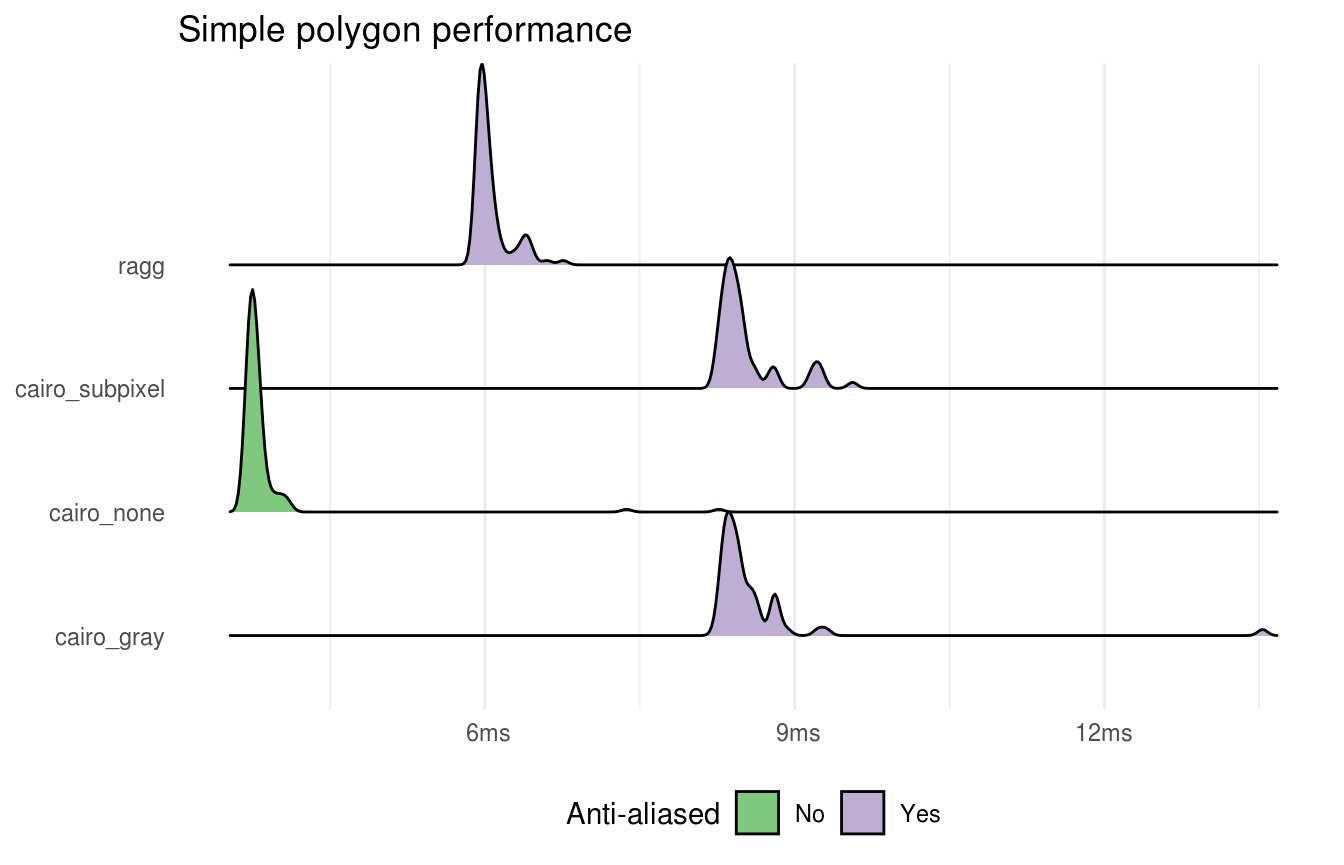 Simple polygon performance
ragg
cairo_subpixel
cairo_none
cairo_gray
6ms 9ms 12ms
Anti-aliased No Yes